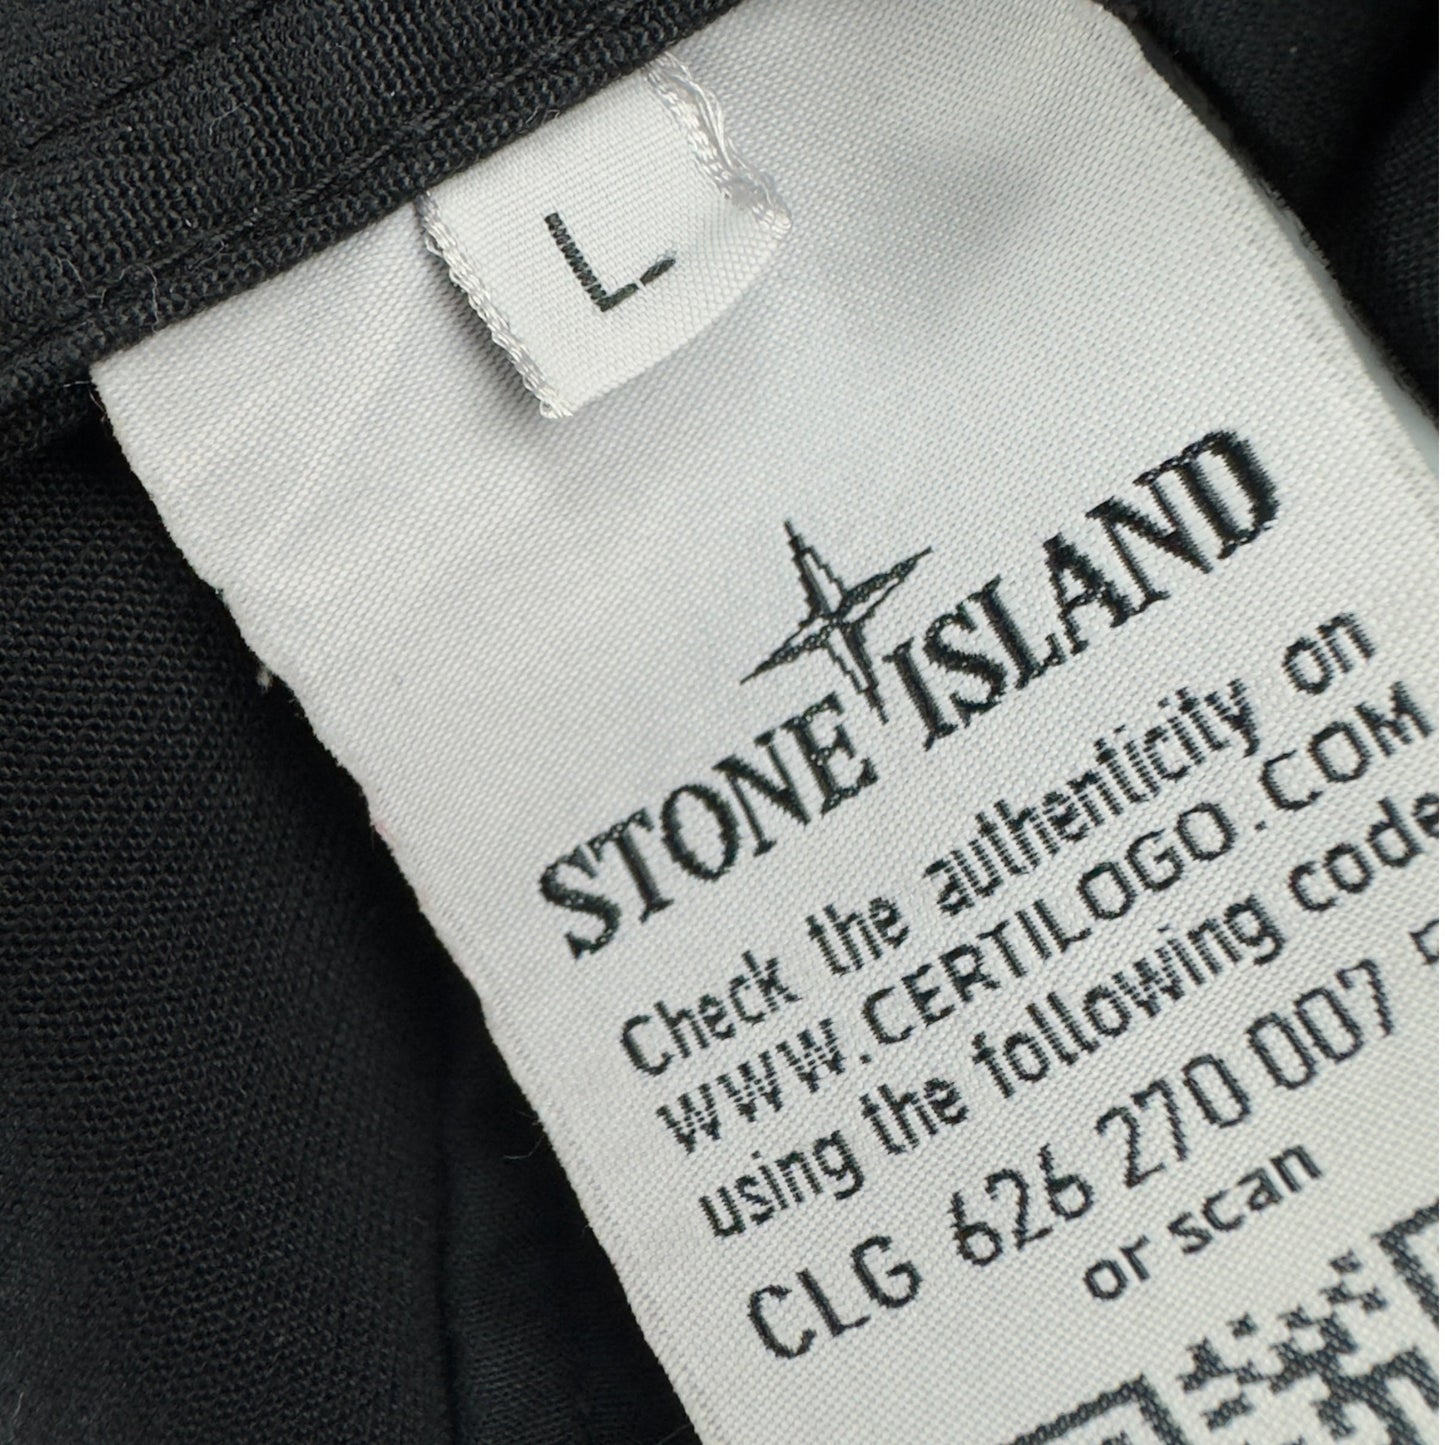 L
STONE ISLAND
Check the authenticity on
WWW.CERTILOGO.COM
using the following code
CLG 626 270 007
or scan